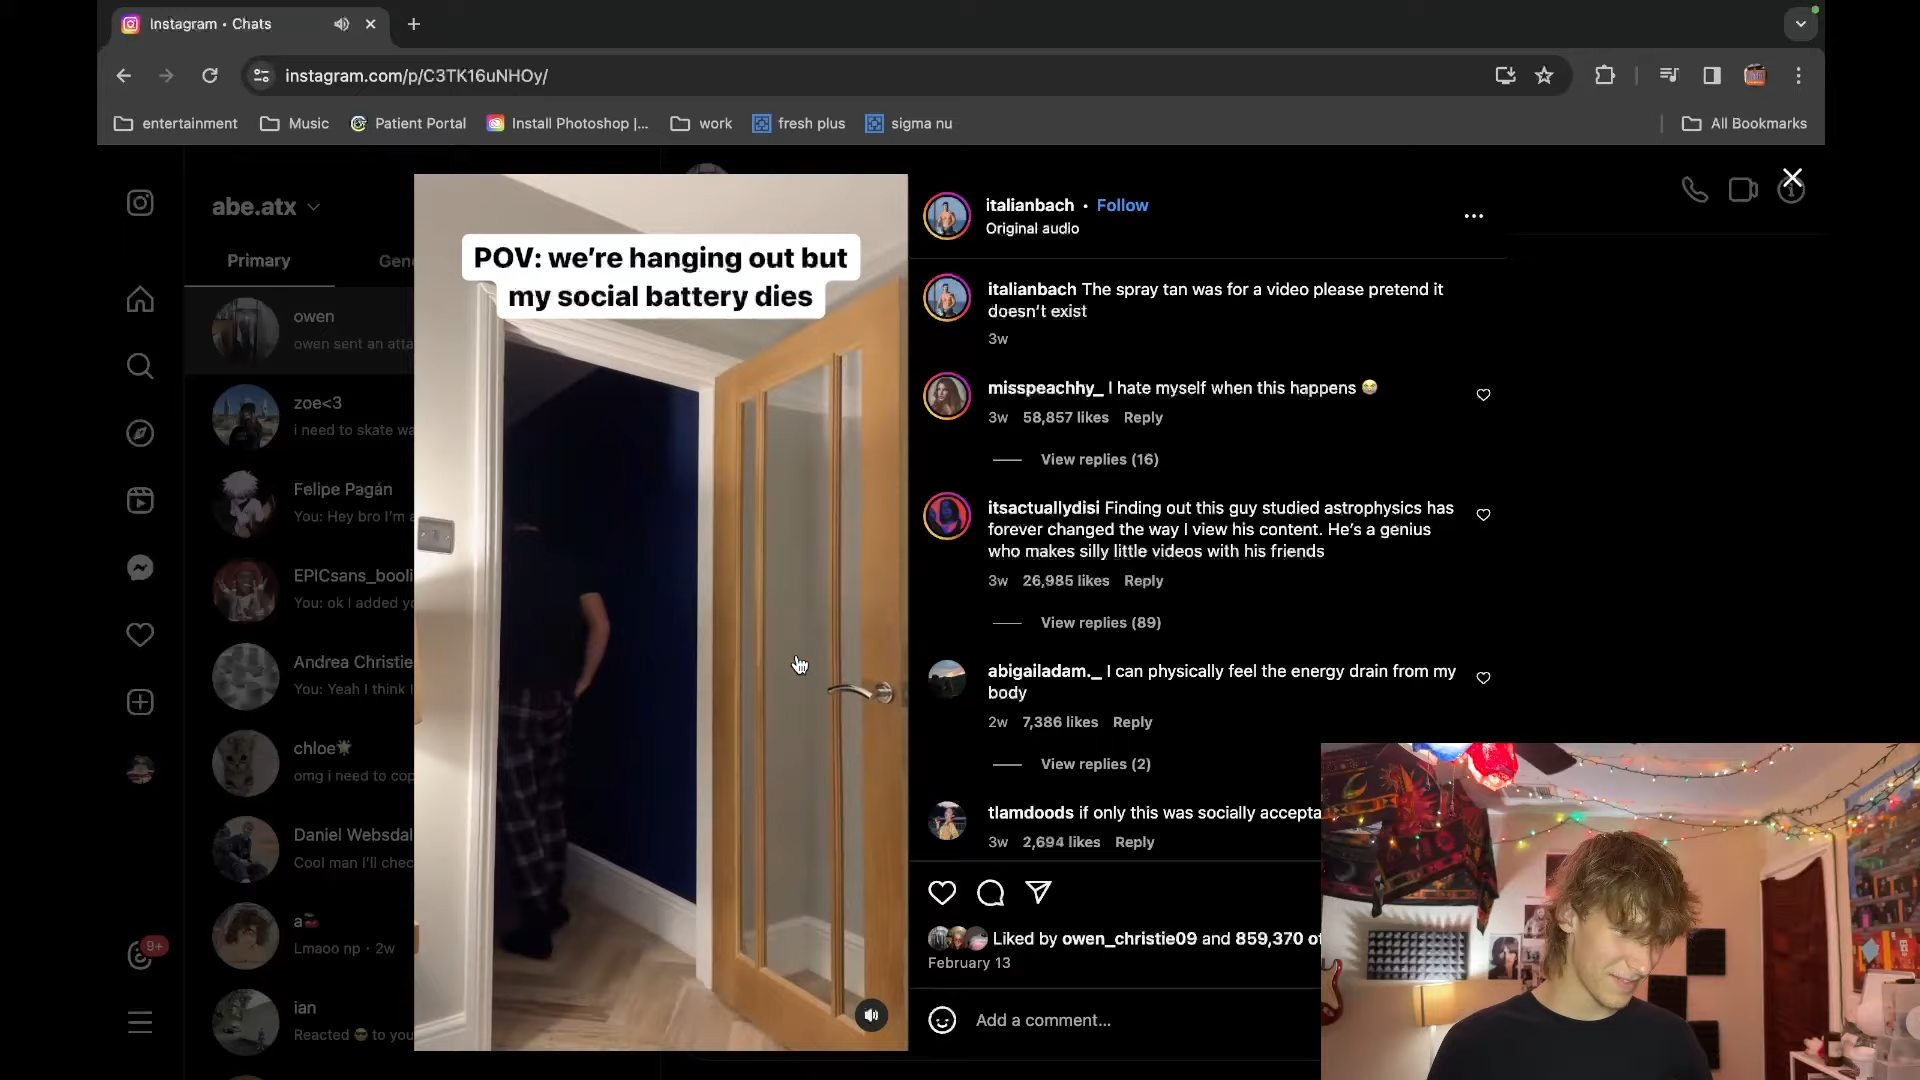 Instagram • Chats
instagram.com/p/C3TK16uNHOy/
entertainment
Music
Patient Portal
Install Photoshop |...
work
fresh plus
sigma nu
All Bookmarks
abe.atx
Primary
Gene
owen
owen sent an atta
zoe<3
i need to skate wa
Felipe Pagán
You: Hey bro I'm a
EPICsans_booli
You: ok I added yo
Andrea Christie
You: Yeah I think I
chloe
omg i need to cop
Daniel Websdal
Cool man I'll chec
a🍒
Lmaoo np · 2w
ian
Reacted 😎 to you
9+
POV: we're hanging out but
my social battery dies
italianbach • Follow
Original audio
italianbach The spray tan was for a video please pretend it
doesn't exist
3w
misspeachhy_ I hate myself when this happens 😭
3w 58,857 likes Reply
View replies (16)
itsactuallydisi Finding out this guy studied astrophysics has
forever changed the way I view his content. He's a genius
who makes silly little videos with his friends
3w 26,985 likes Reply
View replies (89)
abigailadam._ I can physically feel the energy drain from my
body
2w 7,386 likes Reply
View replies (2)
tlamdoods if only this was socially accepta
3w 2,694 likes Reply
Liked by owen_christie09 and 859,370 ot
February 13
Add a comment...